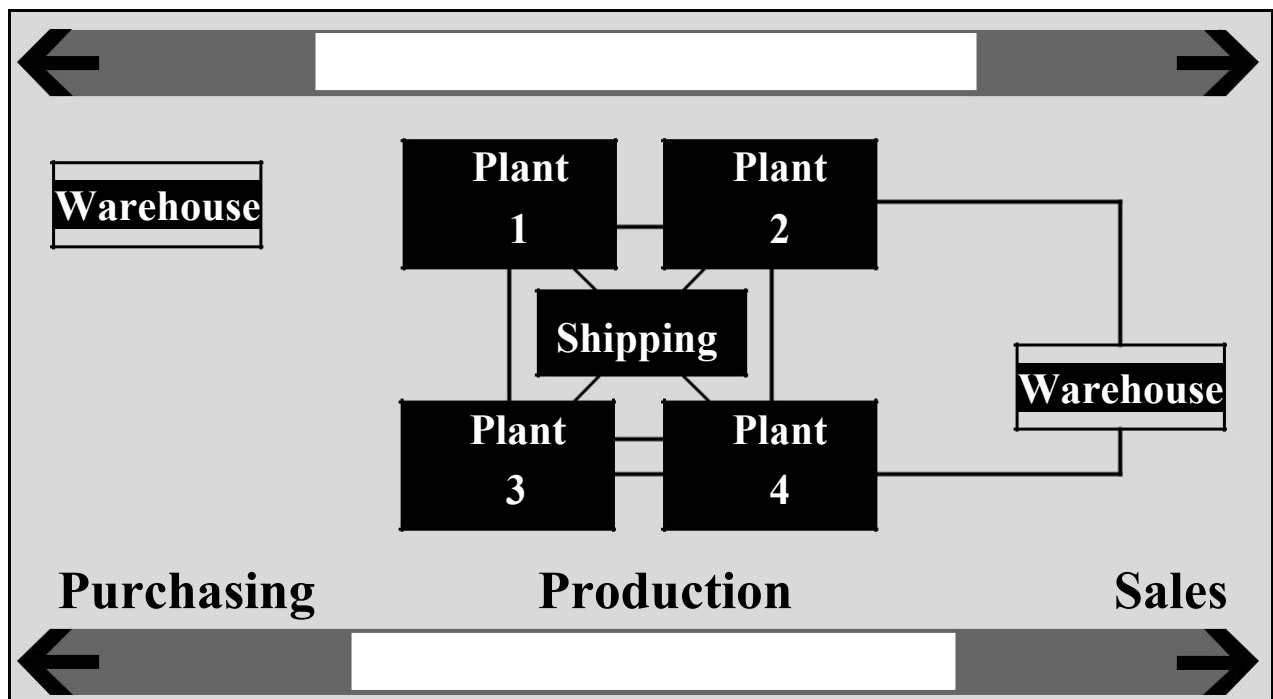 Warehouse
Plant
1
Plant
2
Shipping
Warehouse
Plant
3
Plant
4
Purchasing
Production
Sales